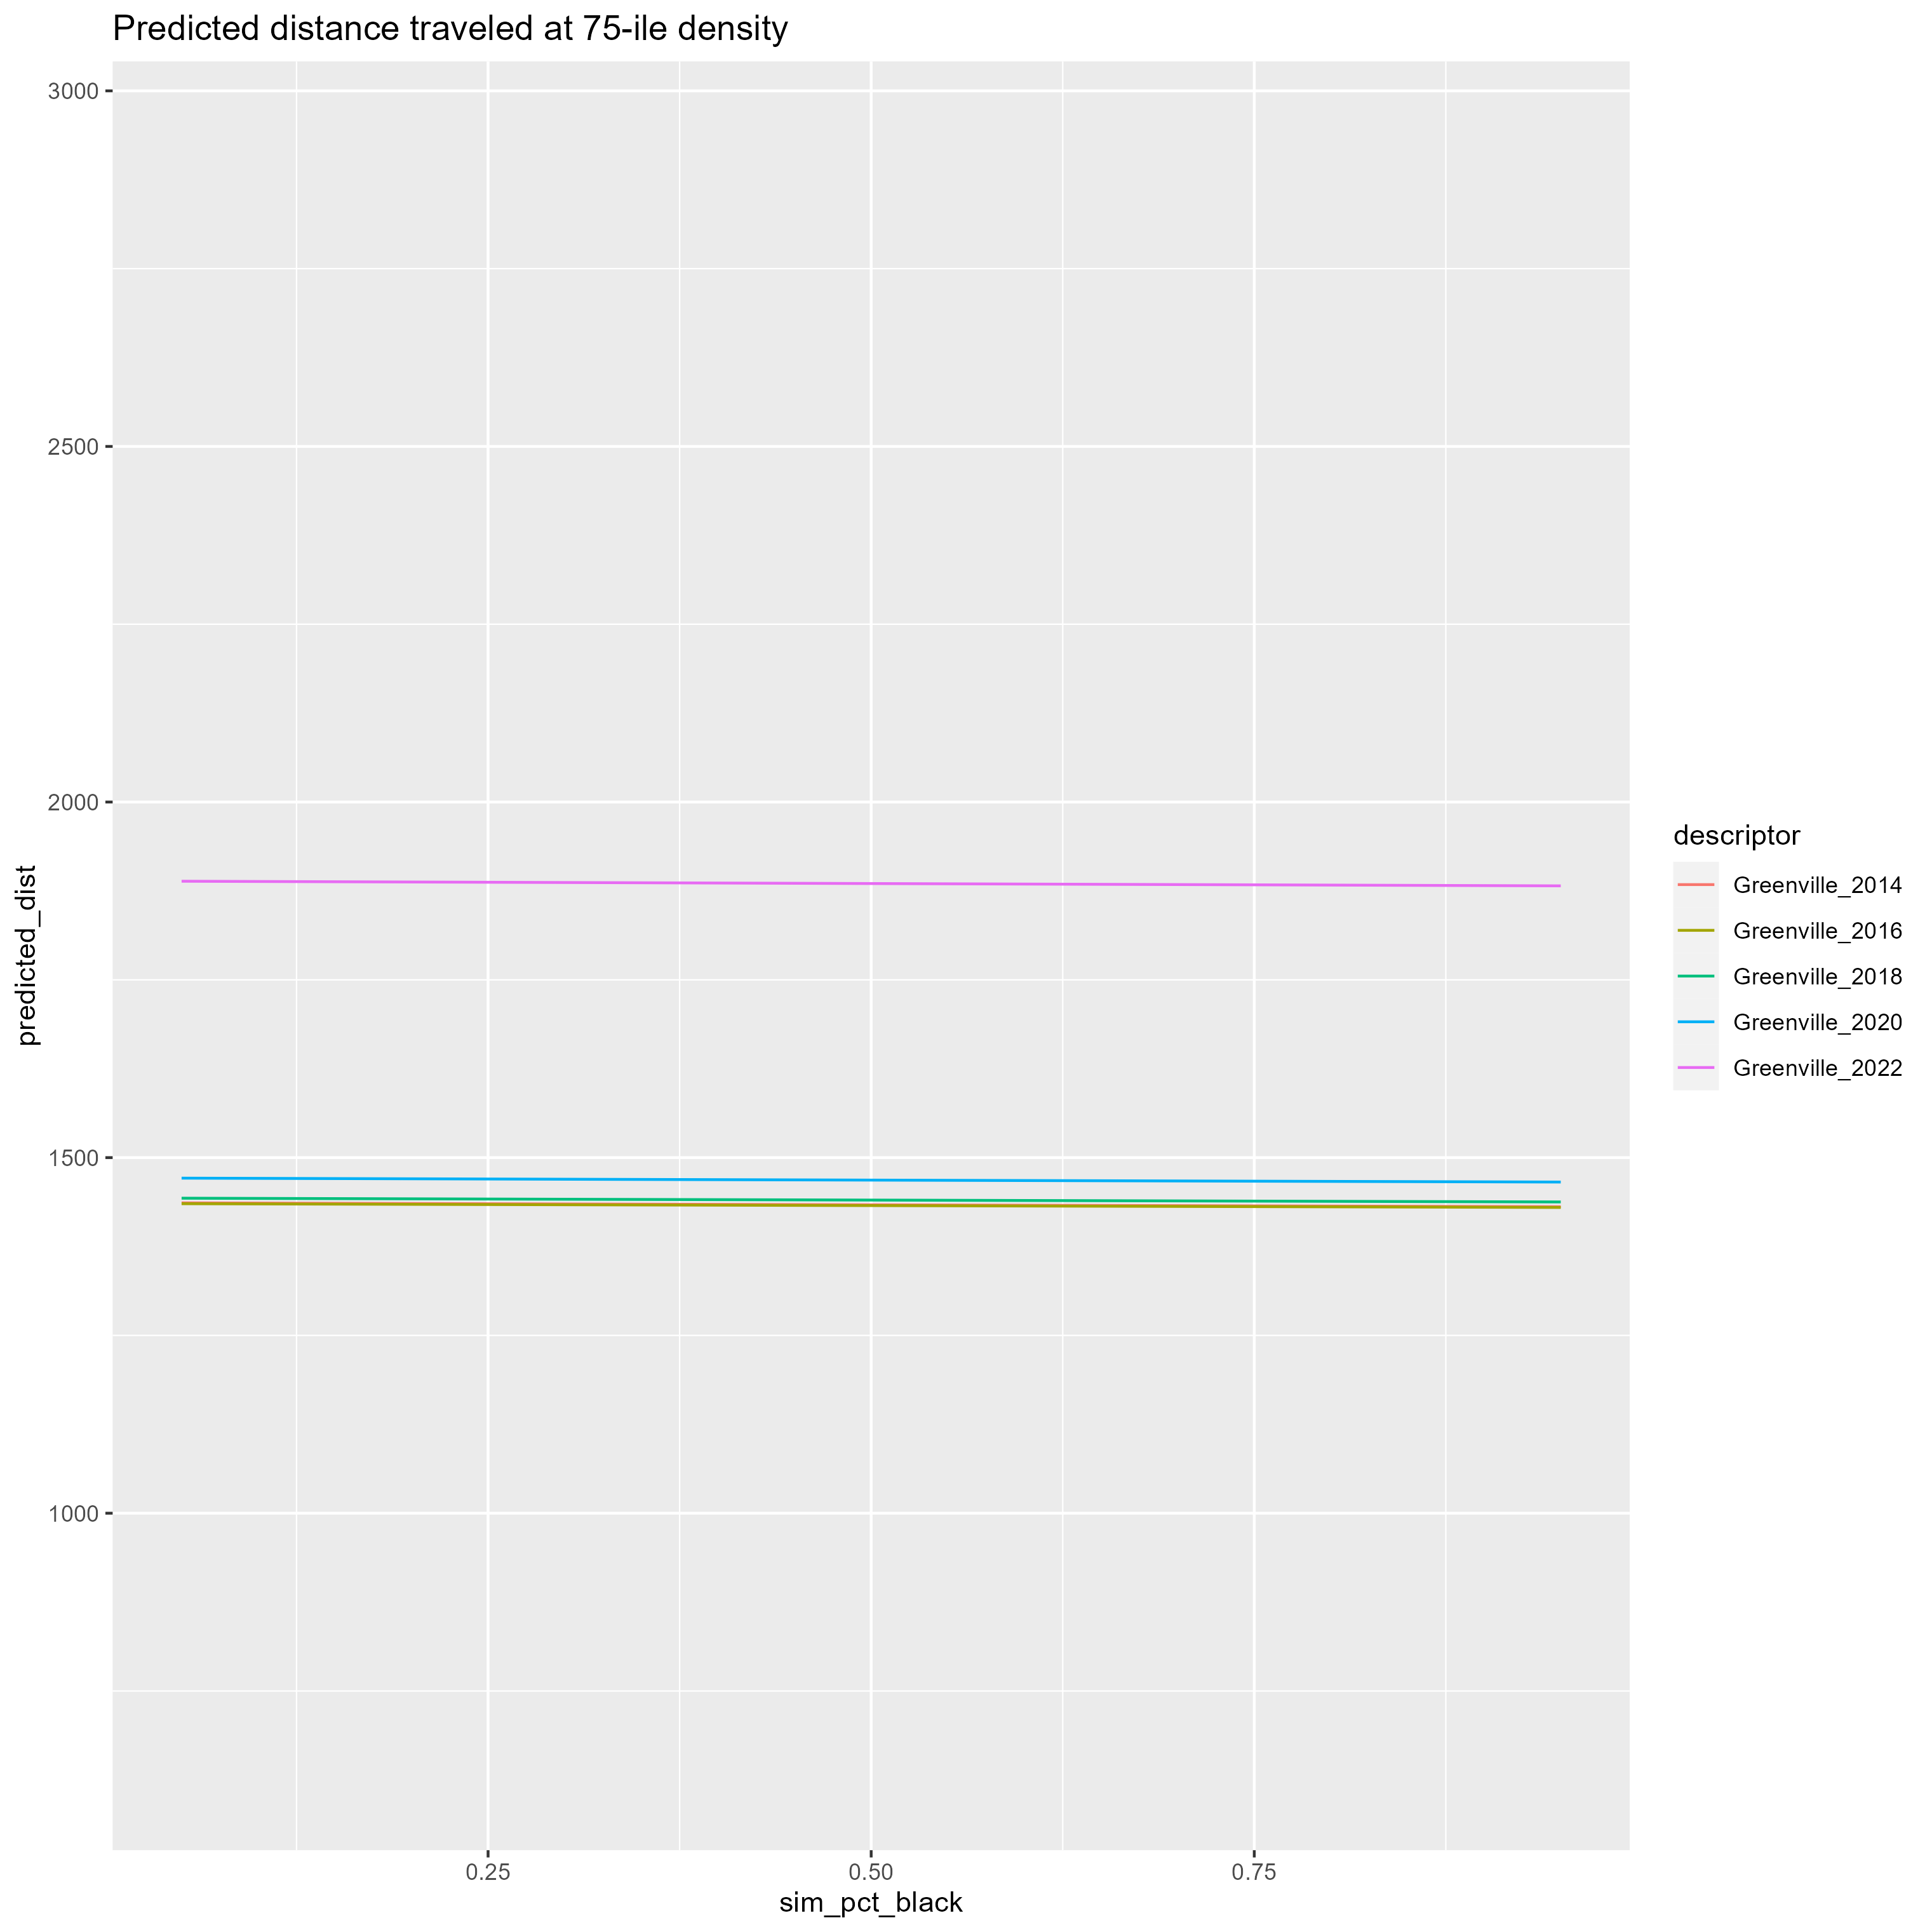 Predicted distance traveled at 75-ile density
3000
2500
2000
1500
1000
predicted_dist
0.25
0.50
0.75
sim_pct_black
descriptor
Greenville_2014
Greenville_2016
Greenville_2018
Greenville_2020
Greenville_2022